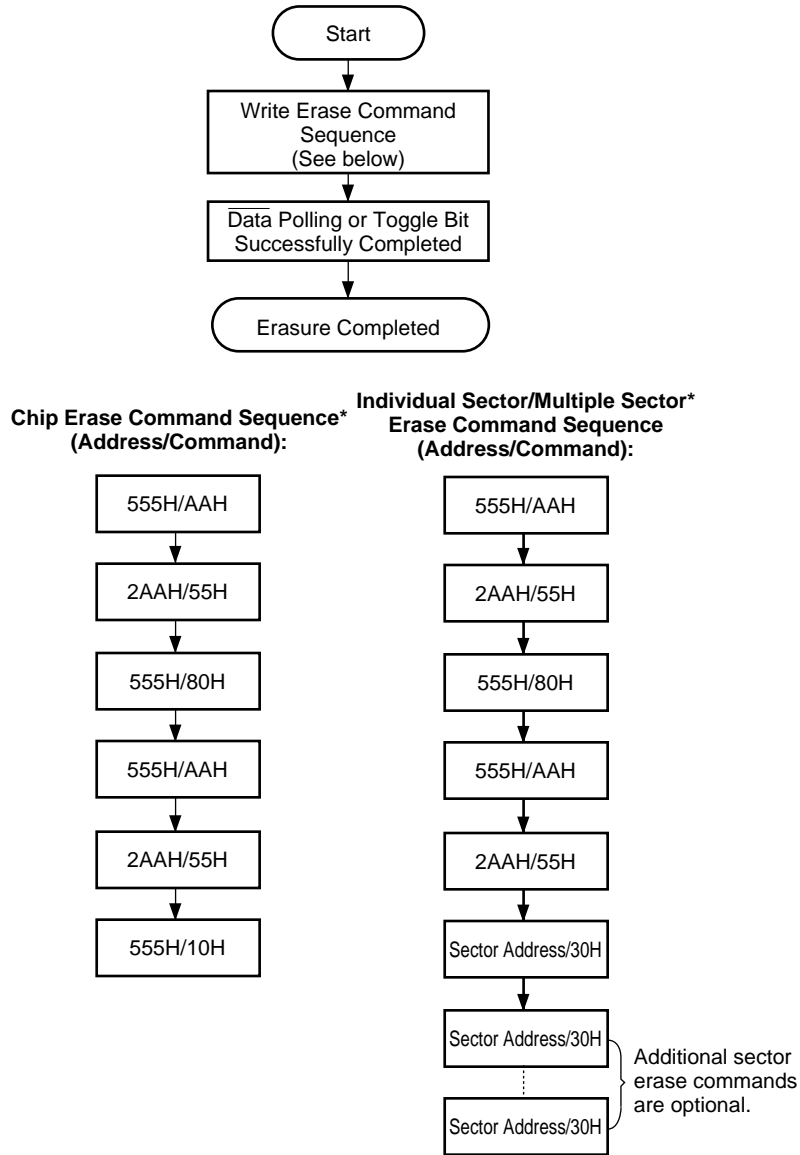 Start
Write Erase Command
Sequence
(See below)
Data Polling or Toggle Bit
Successfully Completed
Erasure Completed
Chip Erase Command Sequence*
(Address/Command):
555H/AAH
2AAH/55H
555H/80H
555H/AAH
2AAH/55H
555H/10H
Individual Sector/Multiple Sector*
Erase Command Sequence
(Address/Command):
555H/AAH
2AAH/55H
555H/80H
555H/AAH
2AAH/55H
Sector Address/30H
Sector Address/30H
Sector Address/30H
Additional sector
erase commands
are optional.